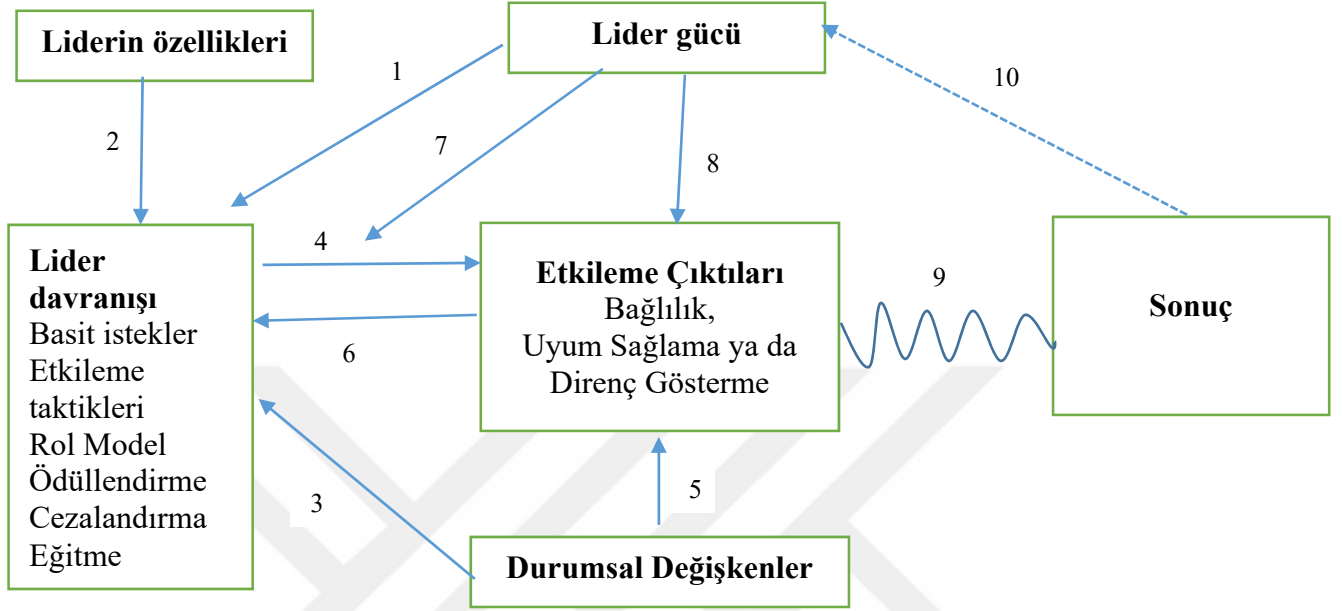 Liderin özellikleri
Lider gücü
1
10
2
7
8
Lider
davranışı
Basit istekler
Etkileme
taktikleri
Rol Model
Ödüllendirme
Cezalandırma
Eğitme
4
6
Etkileme Çıktıları
Bağlılık,
Uyum Sağlama ya da
Direnç Gösterme
9
Sonuç
3
5
Durumsal Değişkenler